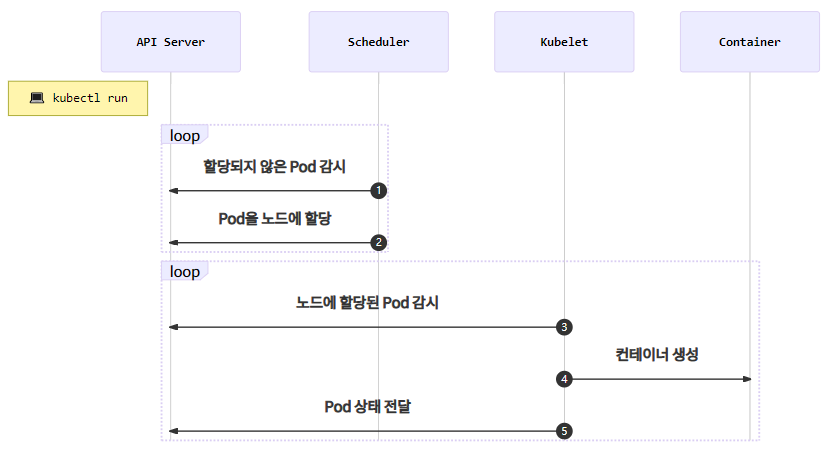 API Server
Scheduler
Kubelet
Container
💻 kubectl run
loop
할당되지 않은 Pod 감시
1
Pod을 노드에 할당
2
loop
노드에 할당된 Pod 감시
3
컨테이너 생성
4
Pod 상태 전달
5